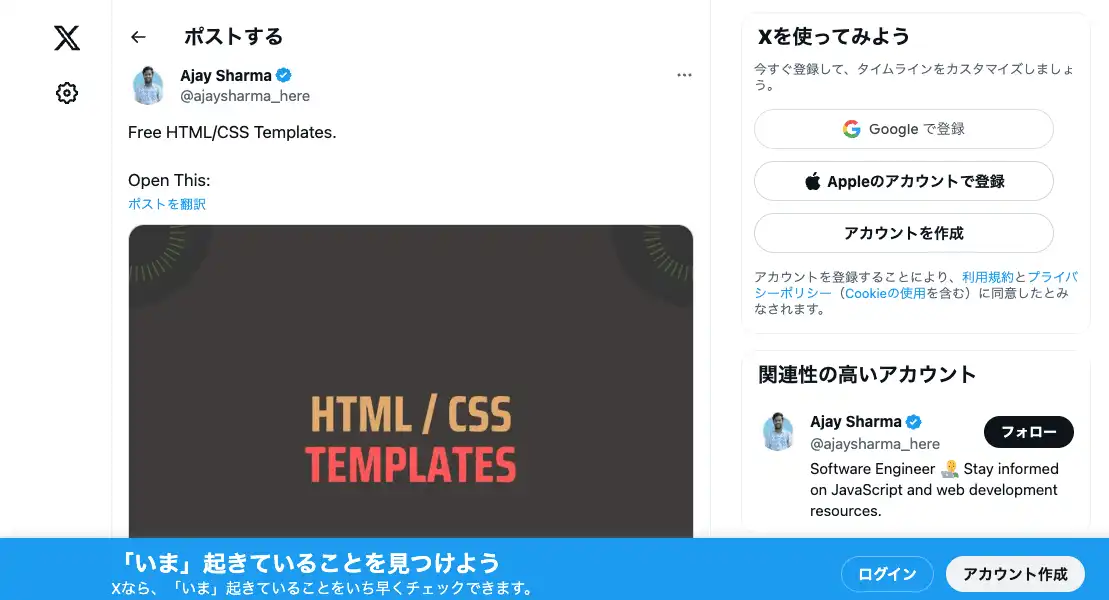 ポストする
Ajay Sharma
@ajaysharma_here
Free HTML/CSS Templates.
Open This:
ポストを翻訳
HTML / CSS
TEMPLATES
Xを使ってみよう
今すぐ登録して、タイムラインをカスタマイズしましょ
う。
Google で登録
Appleのアカウントで登録
アカウントを作成
アカウントを登録することにより、利用規約とプライバ
シーポリシー（Cookieの使用を含む）に同意したとみ
なされます。
関連性の高いアカウント
Ajay Sharma
@ajaysharma_here
フォロー
Software Engineer 👨‍💻 Stay informed
on JavaScript and web development
resources.
「いま」起きていることを見つけよう
Xなら、「いま」起きていることをいち早くチェックできます。
ログイン
アカウント作成